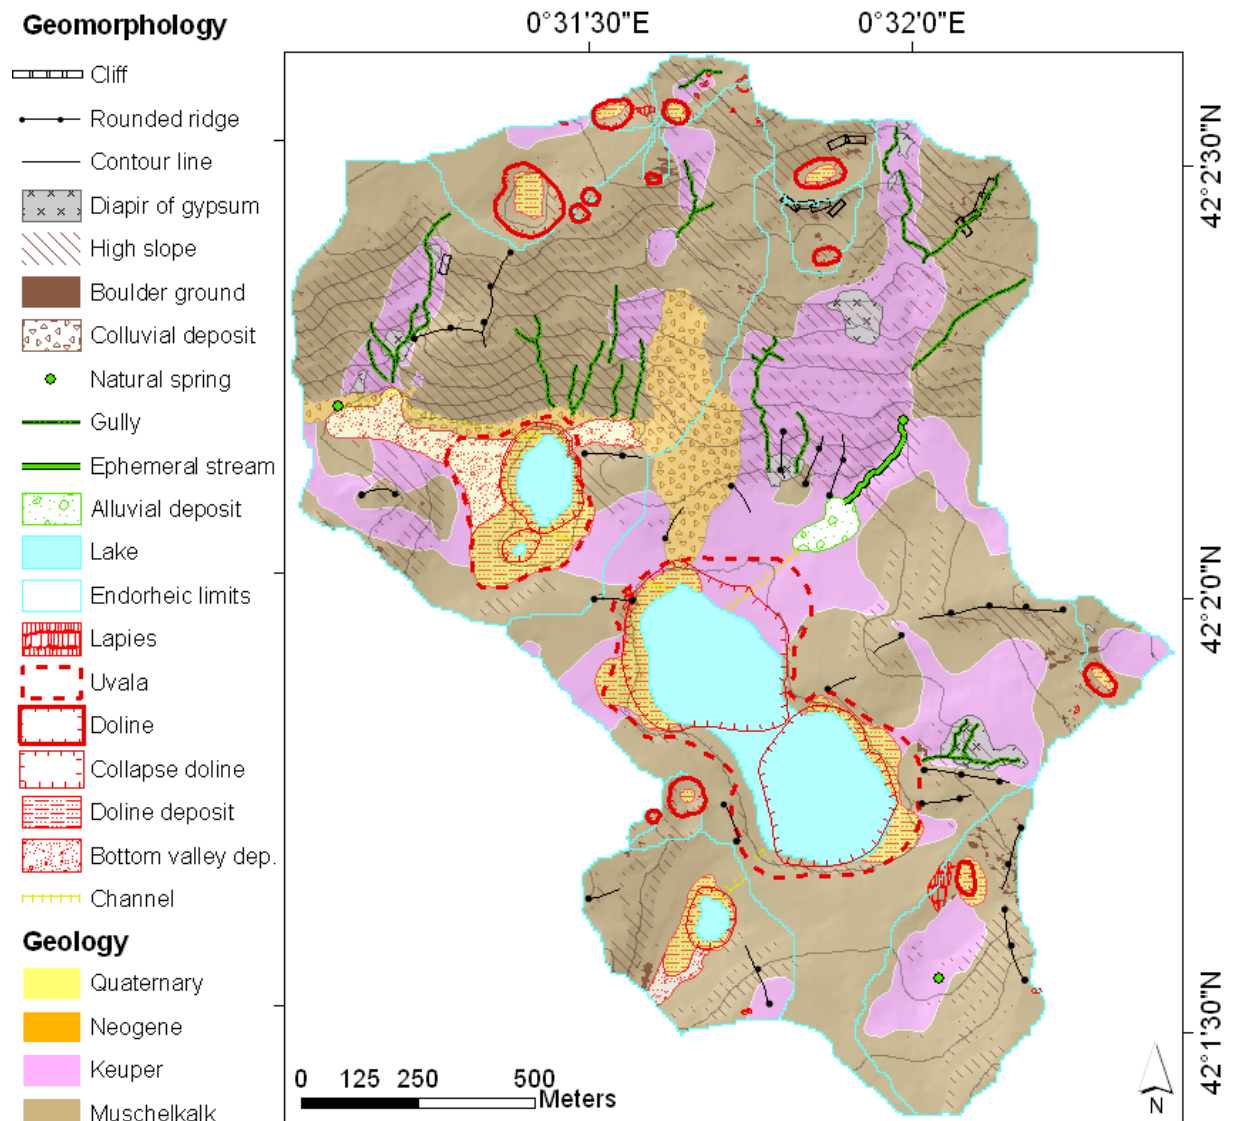 Geomorphology
Cliff
Rounded ridge
Contour line
Diapir of gypsum
High slope
Boulder ground
Colluvial deposit
Natural spring
Gully
Ephemeral stream
Alluvial deposit
Lake
Endorheic limits
Lapies
Uvala
Doline
Collapse doline
Doline deposit
Bottom valley dep.
Channel
Geology
Quaternary
Neogene
Keuper
Muschelkalk
0°31'30"E 0°32'0"E
42°2'30"N
42°2'0"N
42°1'30"N
0 125 250 500
Meters
N